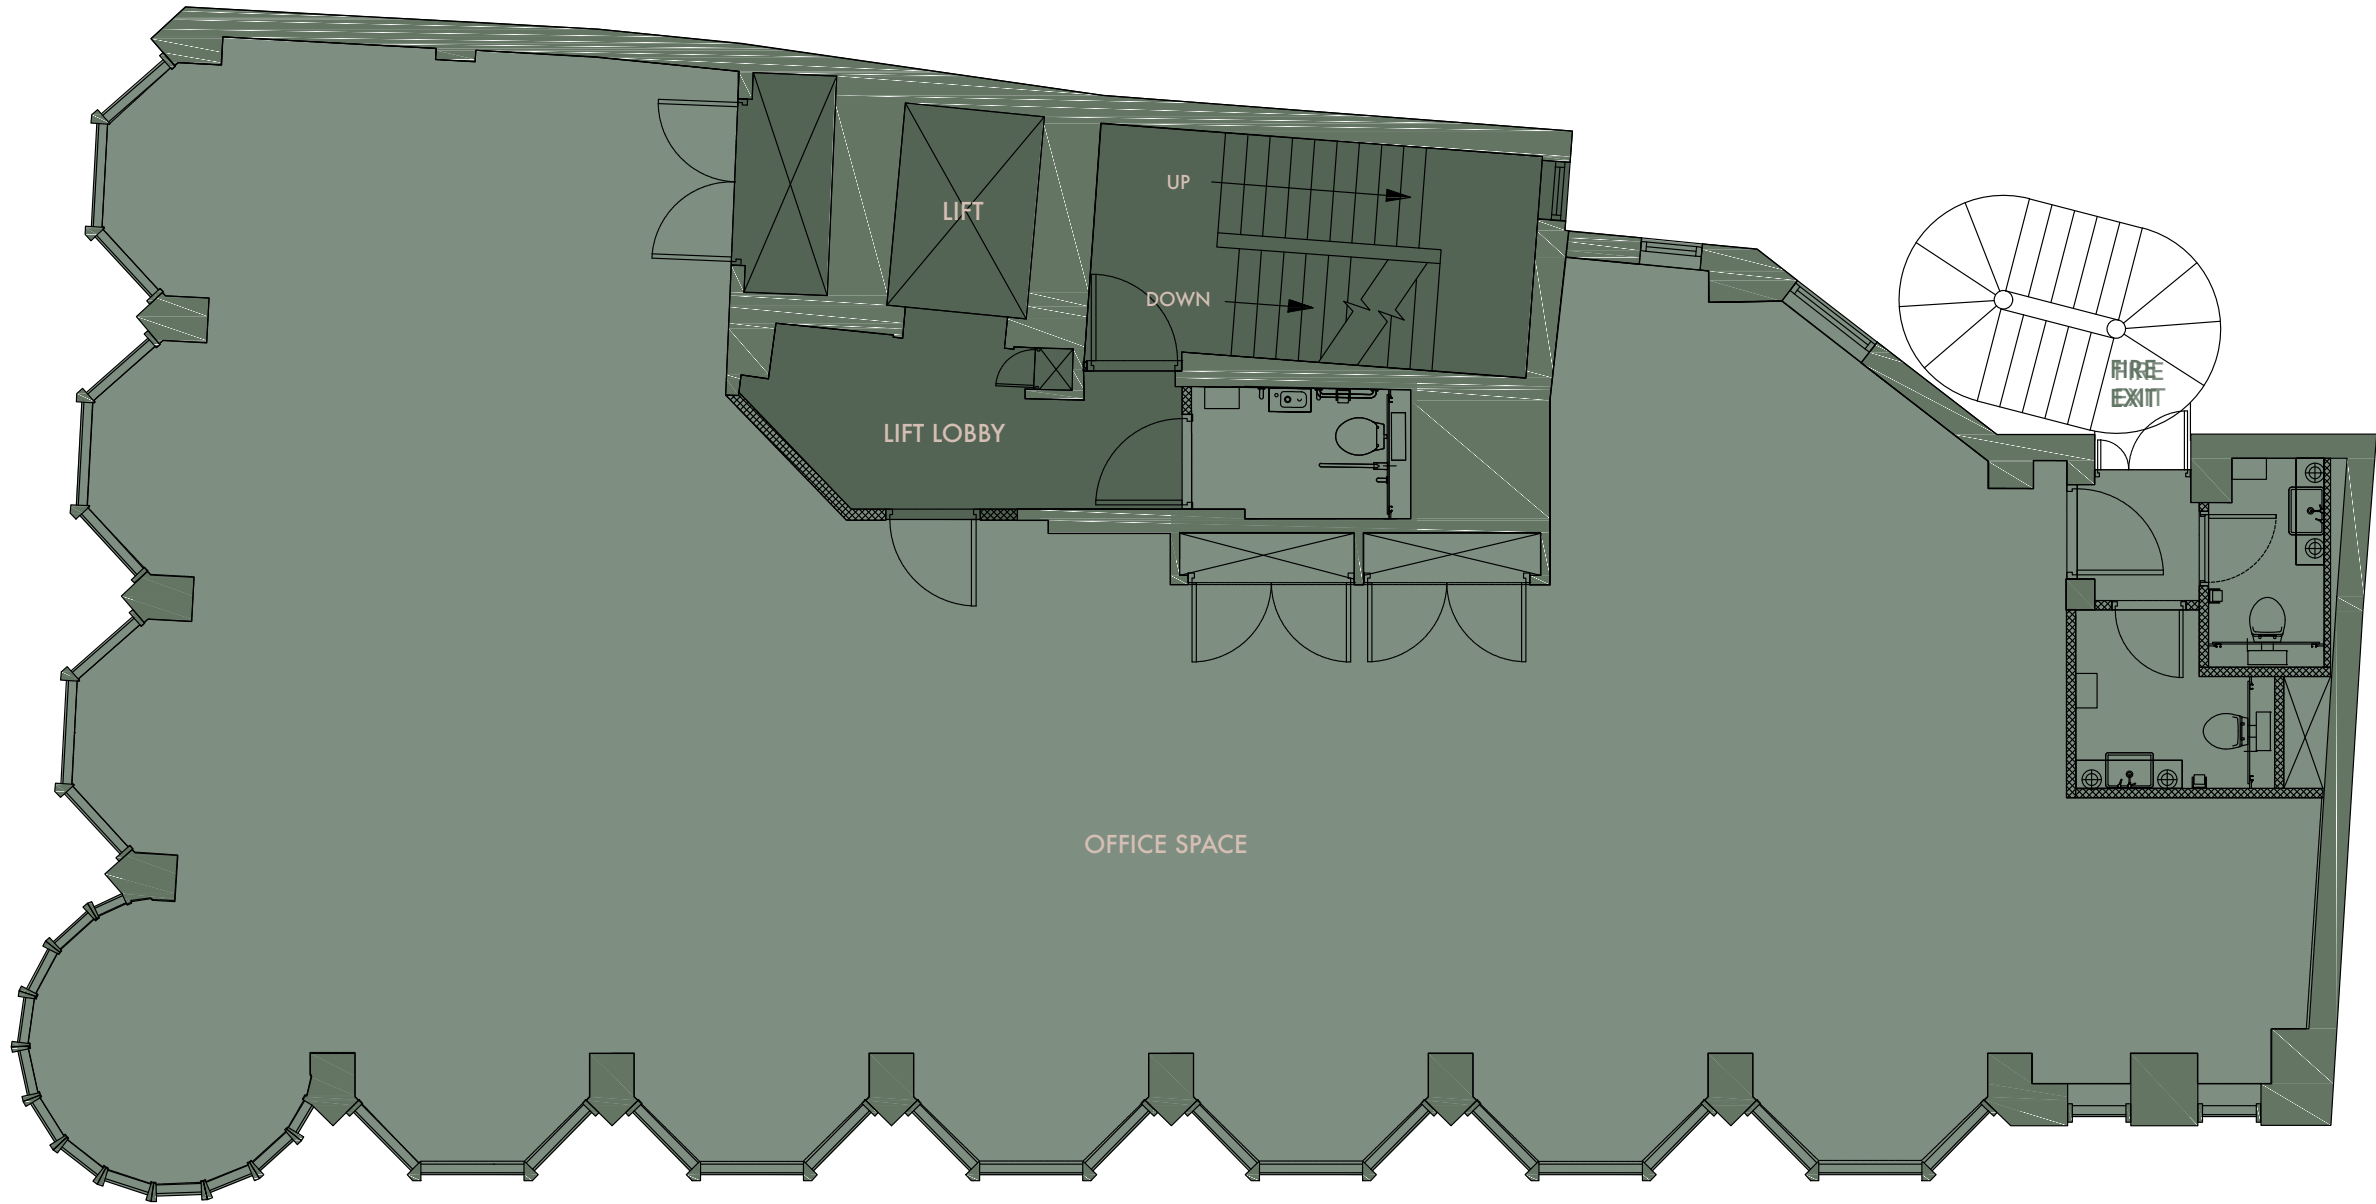 UP
LIFT
DOWN
FIRE
EXIT
LIFT LOBBY
OFFICE SPACE